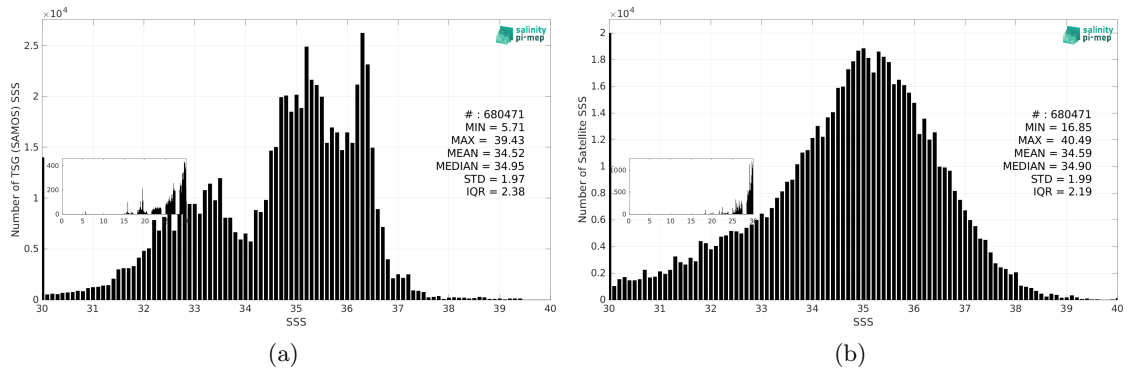 ×10⁴
2.5
2
1.5
1
0.5
0
Number of TSG (SAMOS) SSS
salinity
pi-mep
# : 680471
MIN = 5.71
MAX = 39.43
MEAN = 34.52
MEDIAN = 34.95
STD = 1.97
IQR = 2.38
400
200
0
0 5 10 15 20 25 30
30 31 32 33 34 35 36 37 38 39 40
SSS
(a)
×10⁴
2
1.8
1.6
1.4
1.2
1
0.8
0.6
0.4
0.2
0
Number of Satellite SSS
salinity
pi-mep
# : 680471
MIN = 16.85
MAX = 40.49
MEAN = 34.59
MEDIAN = 34.90
STD = 1.99
IQR = 2.19
1000
500
0
0 5 10 15 20 25 30
30 31 32 33 34 35 36 37 38 39 40
SSS
(b)